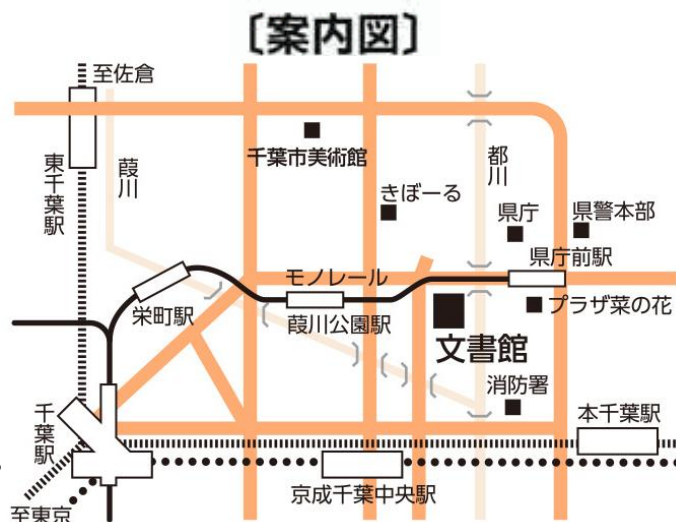 〔案内図〕
至佐倉
東千葉駅
葭川
千葉市美術館
都川
きぼーる
県庁
県警本部
県庁前駅
モノレール
栄町駅
葭川公園駅
プラザ菜の花
文書館
消防署
千葉駅
本千葉駅
京成千葉中央駅
至東京